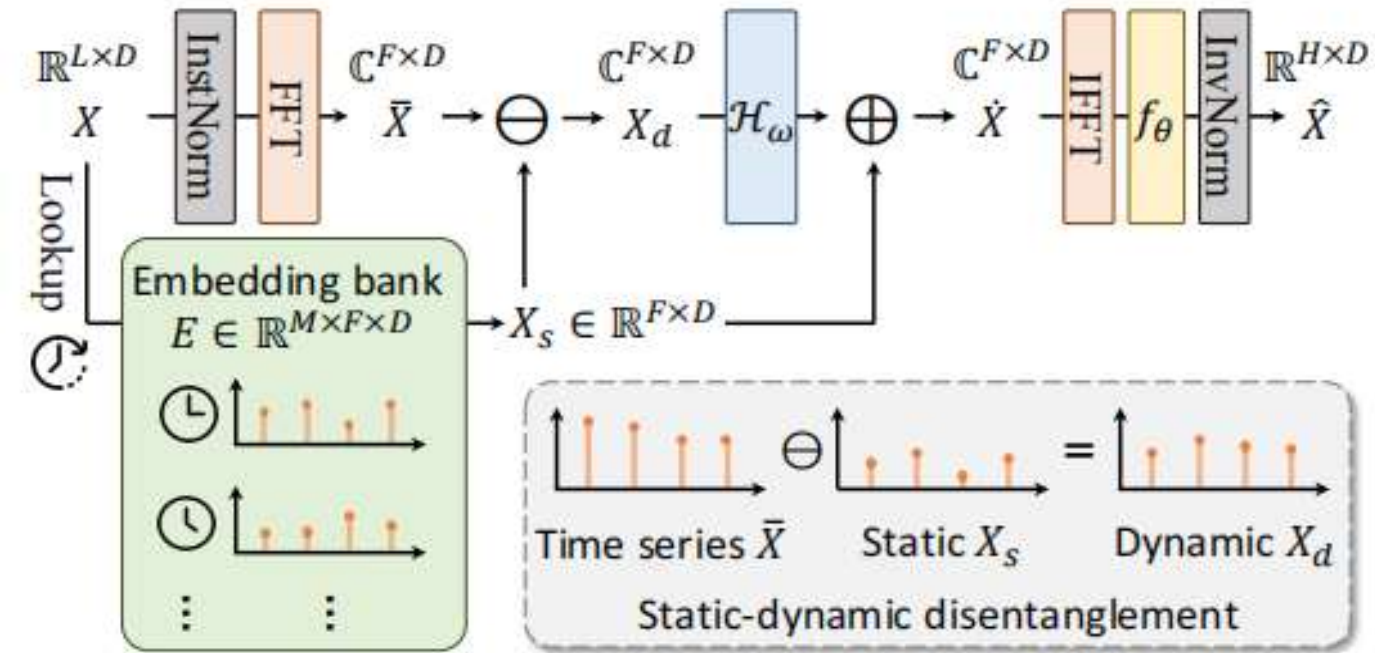 ℝ^{L×D} ℂ^{F×D} ℂ^{F×D} ℂ^{F×D} ℝ^{H×D}
X InstNorm FFT X̄ ⊖ X_d ℋ_ω ⊕ Ẋ IFFT f_θ InvNorm X̂
Lookup
Embedding bank
E ∈ ℝ^{M×F×D}
X_s ∈ ℝ^{F×D}
⊖ =
Time series X̄ Static X_s Dynamic X_d
⋮ ⋮
Static-dynamic disentanglement